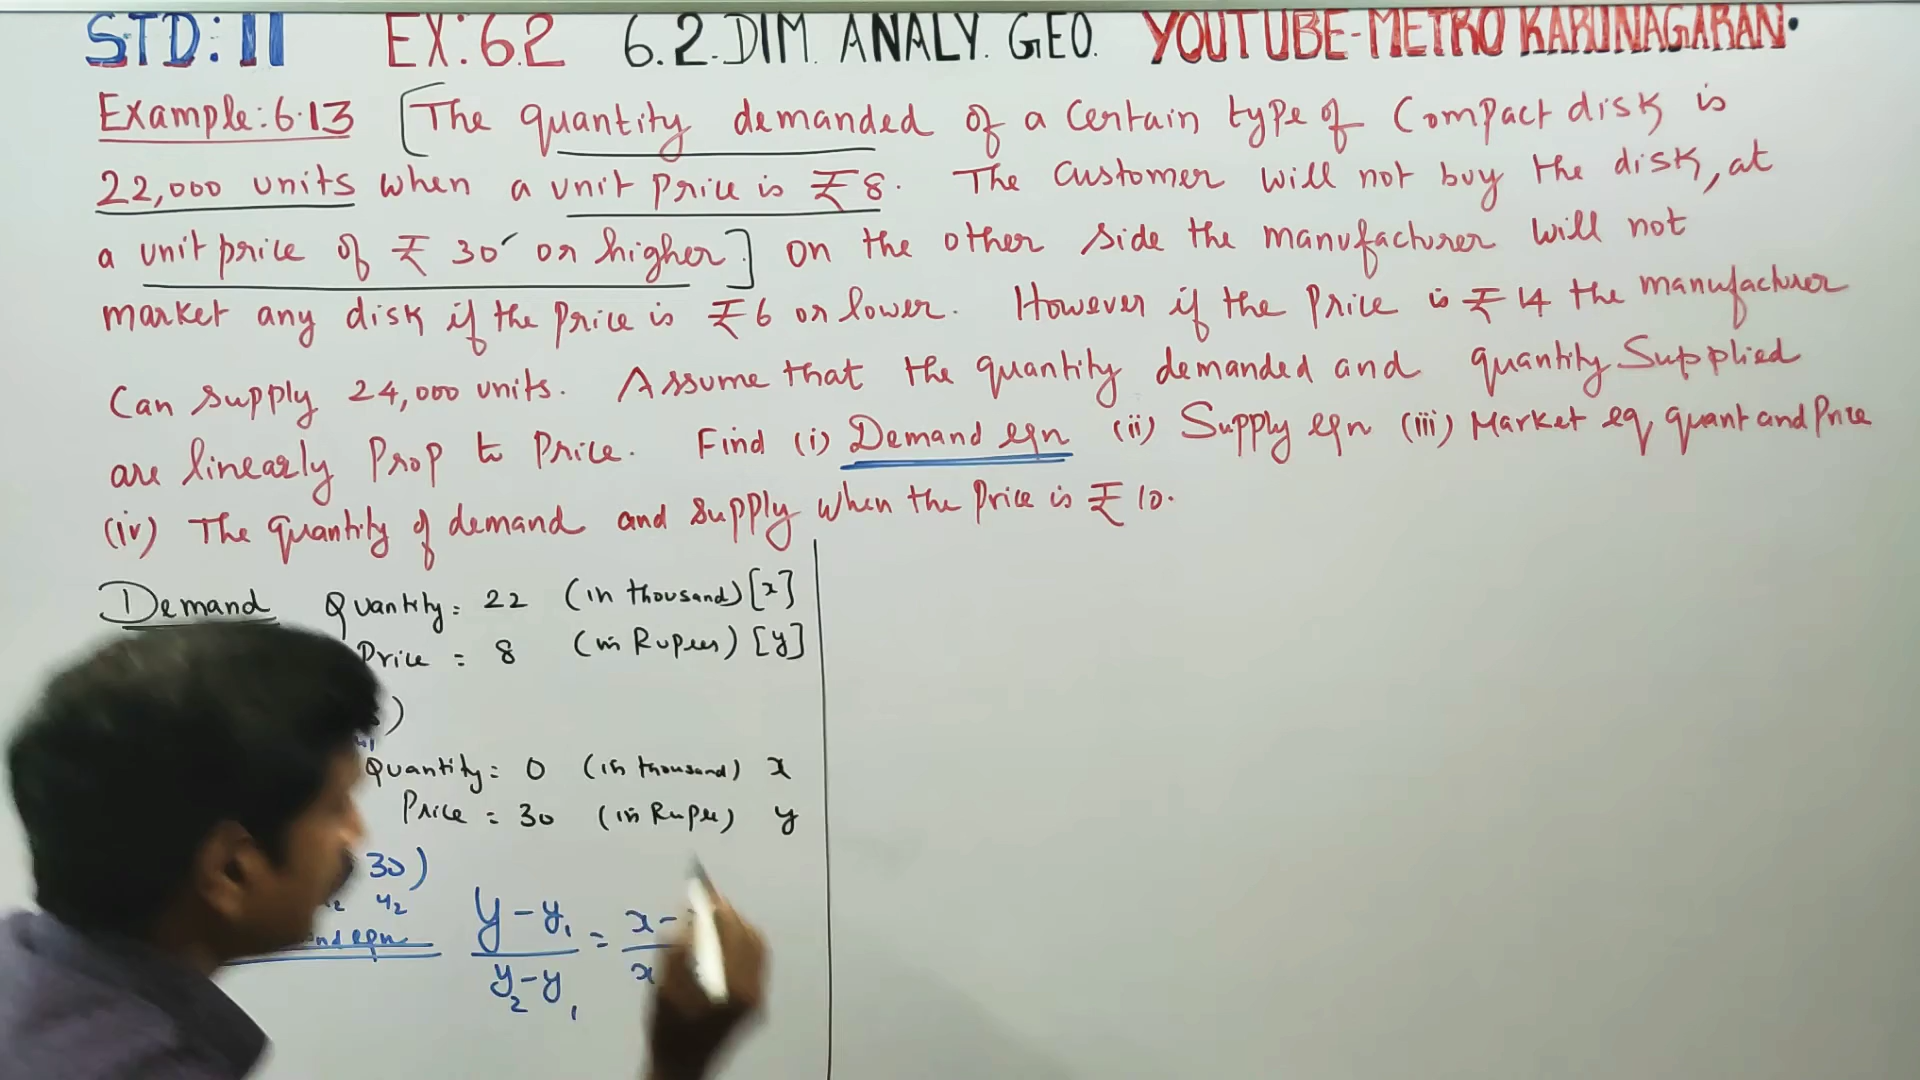 STD: 11 EX: 6.2 6. 2. DIM. ANALY. GEO. YOUTUBE-METRO KARUNAGARAN.
Example: 6.13 [The quantity demanded of a certain type of Compact disk is
22,000 units when a unit price is ₹ 8. The customer will not buy the disk, at
a unit price of ₹ 30 or higher.] on the other side the manufacturer will not
market any disk if the price is ₹ 6 or lower. However if the price is ₹ 14 the manufacturer
Can supply 24,000 units. Assume that the quantity demanded and quantity Supplied
are linearly Prop to Price. Find (i) Demand eqn (ii) Supply eqn (iii) Market eq quant and Price
(iv) The quantity of demand and supply when the price is ₹ 10.
Demand Quantity = 22 (in thousand) [x]
Price = 8 (in Rupees) [y]
)
Quantity = 0 (in thousand) x
Price = 30 (in Rupee) y
30)
y2
eqn y-y1 = x-
y2-y1 x